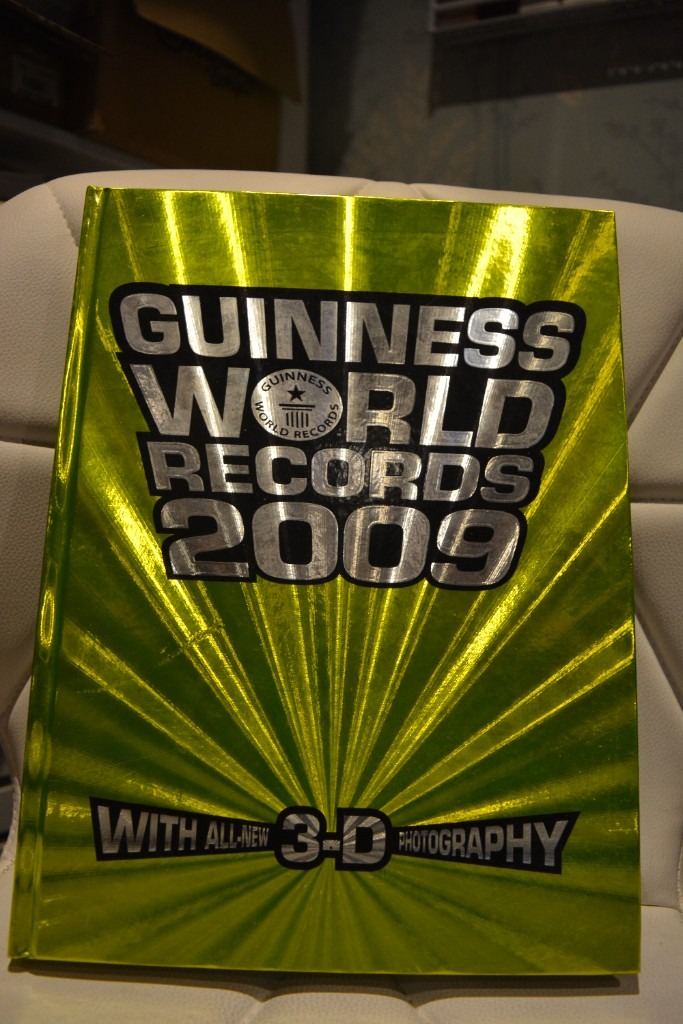 GUINNESS
WORLD
GUINNESS
WORLD RECORDS
RECORDS
2009
WITH ALL-NEW 3-D PHOTOGRAPHY